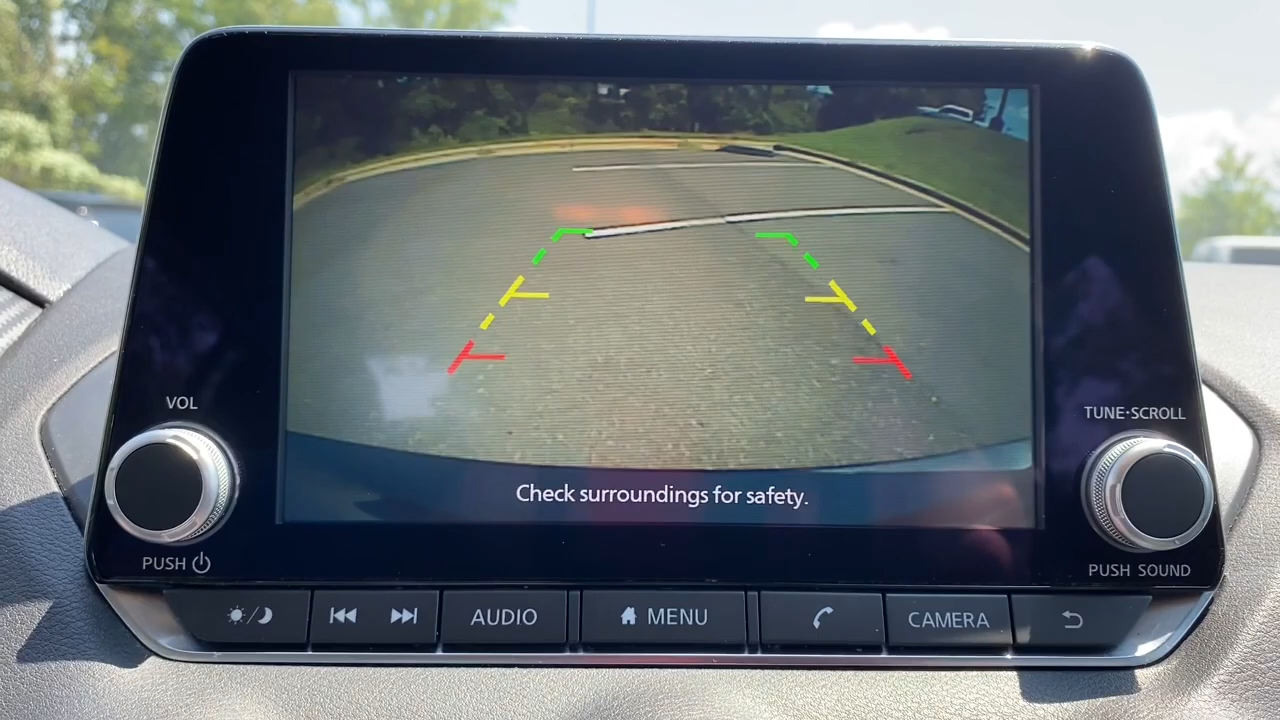 VOL
TUNE·SCROLL
Check surroundings for safety.
PUSH
PUSH SOUND
AUDIO
MENU
CAMERA